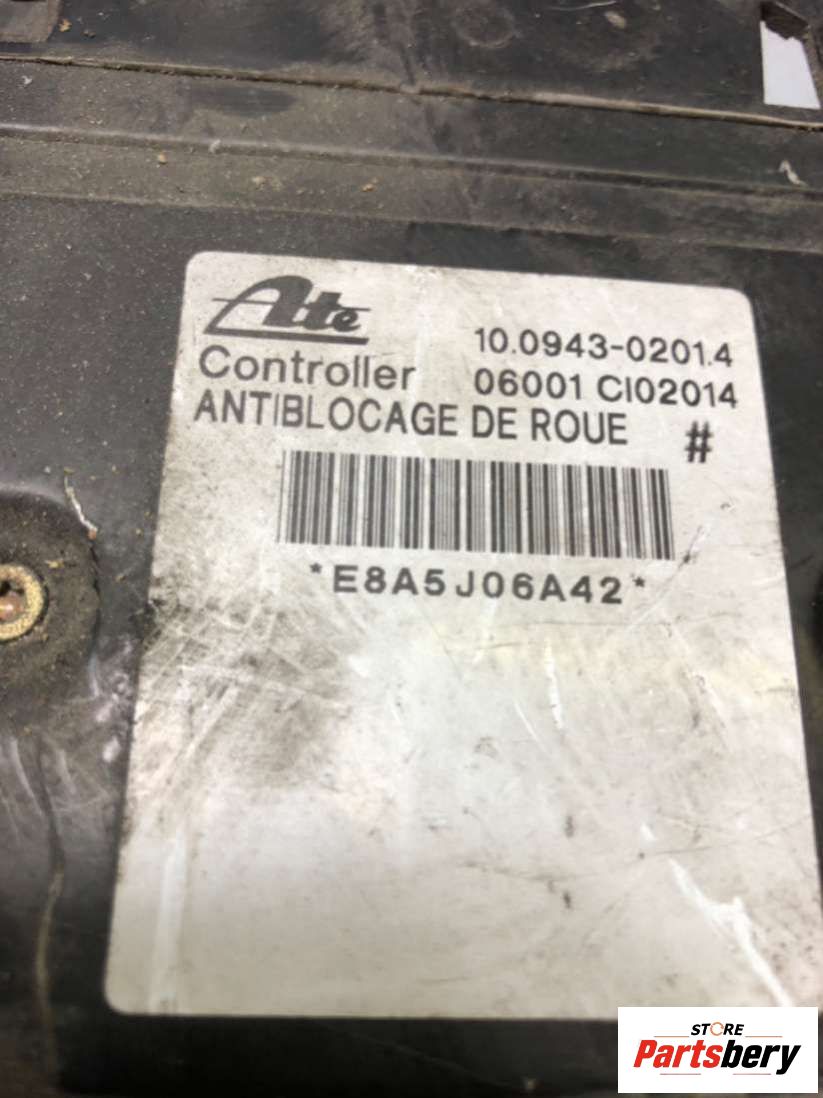 Ate
10.0943-0201.4
Controller 06001 CI02014
ANTIBLOCAGE DE ROUE #
*E8A5J06A42*
STORE
Partsbery